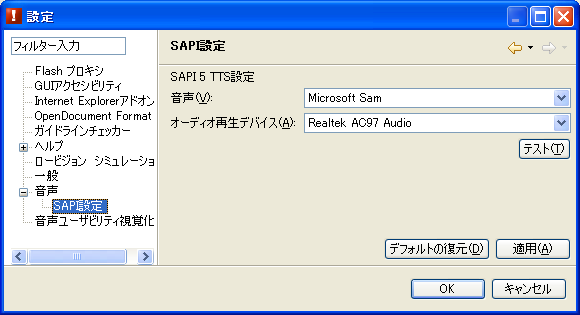 設定
フィルター入力
Flash プロキシ
GUIアクセシビリティ
Internet Explorerアドオン
OpenDocument Format
ガイドラインチェッカー
ヘルプ
ロービジョン シミュレーショ
一般
音声
SAPI設定
音声ユーザビリティ視覚化
SAPI設定
SAPI 5 TTS設定
音声(V):
Microsoft Sam
オーディオ再生デバイス(A):
Realtek AC97 Audio
テスト(T)
デフォルトの復元(D)
適用(A)
OK
キャンセル